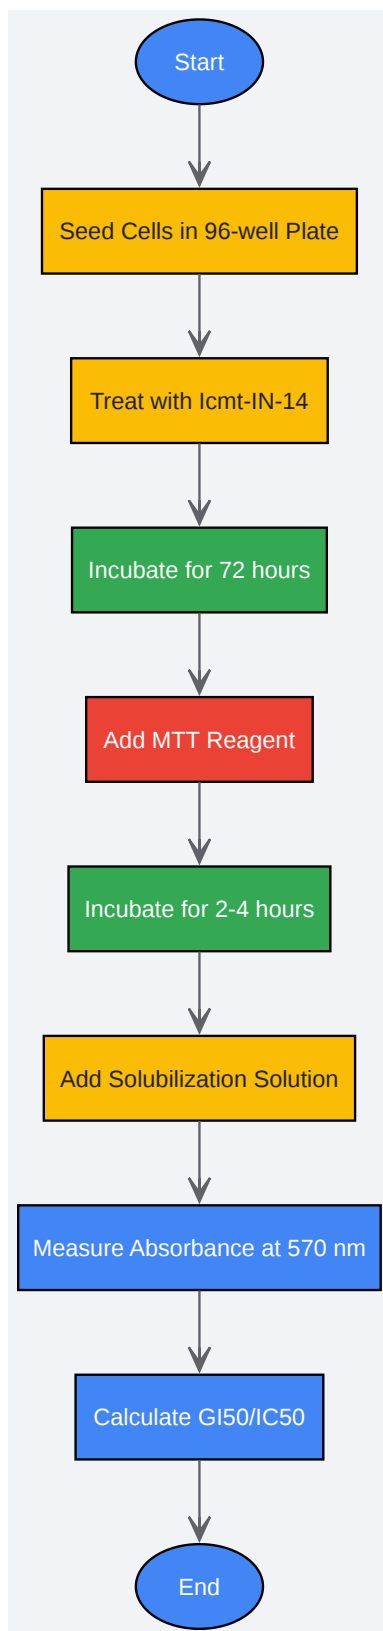 Start
Seed Cells in 96-well Plate
Treat with Icmt-IN-14
Incubate for 72 hours
Add MTT Reagent
Incubate for 2-4 hours
Add Solubilization Solution
Measure Absorbance at 570 nm
Calculate GI50/IC50
End